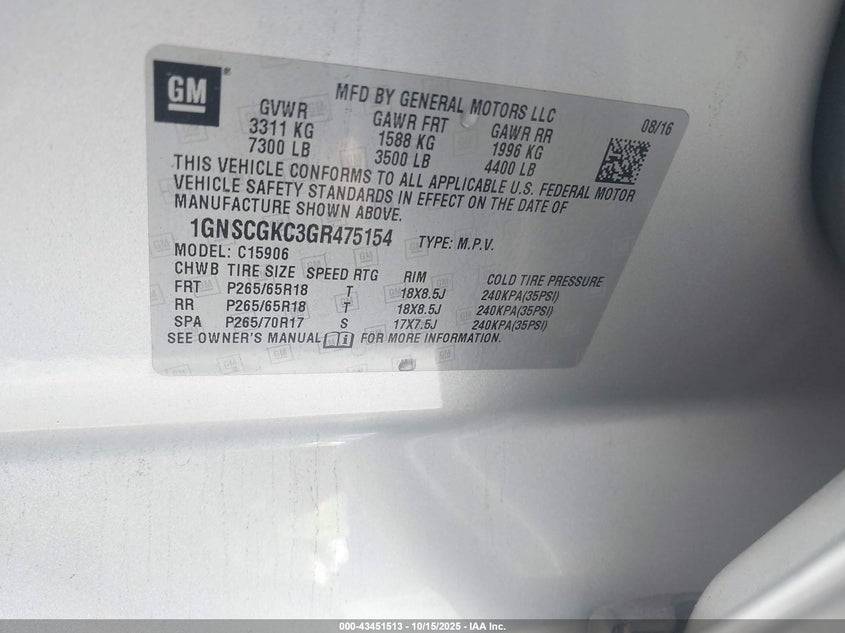 GM®
MFD BY GENERAL MOTORS LLC
08/16
GVWR GAWR FRT GAWR RR
3311 KG 1588 KG 1996 KG
7300 LB 3500 LB 4400 LB
THIS VEHICLE CONFORMS TO ALL APPLICABLE U.S. FEDERAL MOTOR
VEHICLE SAFETY STANDARDS IN EFFECT ON THE DATE OF
MANUFACTURE SHOWN ABOVE.
1GNSCGKC3GR475154 TYPE: M.P.V.
MODEL: C15906
CHWB TIRE SIZE SPEED RTG RIM COLD TIRE PRESSURE
FRT P265/65R18 T 18X8.5J 240KPA(35PSI)
RR P265/65R18 T 18X8.5J 240KPA(35PSI)
SPA P265/70R17 S 17X7.5J 240KPA(35PSI)
SEE OWNER'S MANUAL FOR MORE INFORMATION.
000-43451513 - 10/15/2025 - IAA Inc.